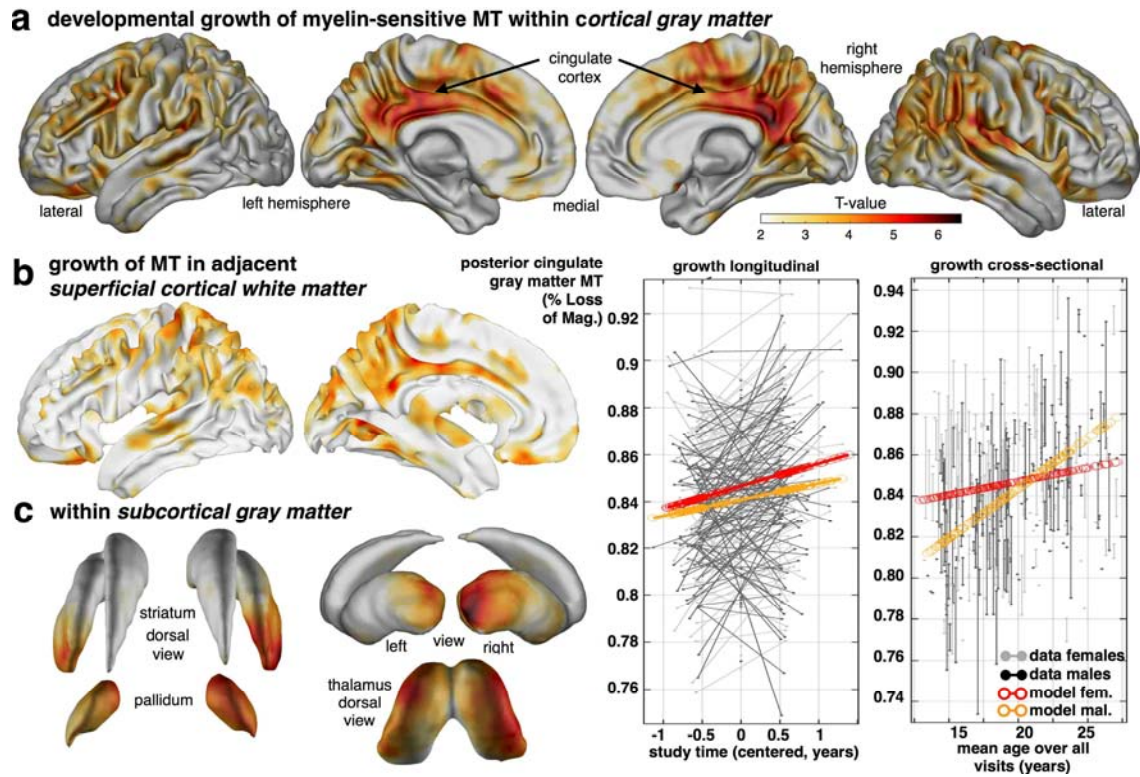 a developmental growth of myelin-sensitive MT within cortical gray matter
cingulate
cortex
right
hemisphere
lateral
left hemisphere
medial
T-value
2 3 4 5 6
lateral
b growth of MT in adjacent
superficial cortical white matter
posterior cingulate
gray matter MT
(% Loss
of Mag.)
growth longitudinal
0.92
0.9
0.88
0.86
0.84
0.82
0.8
0.78
0.76
-1 -0.5 0 0.5 1
study time (centered, years)
growth cross-sectional
0.94
0.92
0.90
0.88
0.86
0.84
0.82
0.80
0.78
0.76
0.74
data females
data males
model fem.
model mal.
15 20 25
mean age over all
visits (years)
c within subcortical gray matter
striatum
dorsal
view
pallidum
left view right
thalamus
dorsal
view